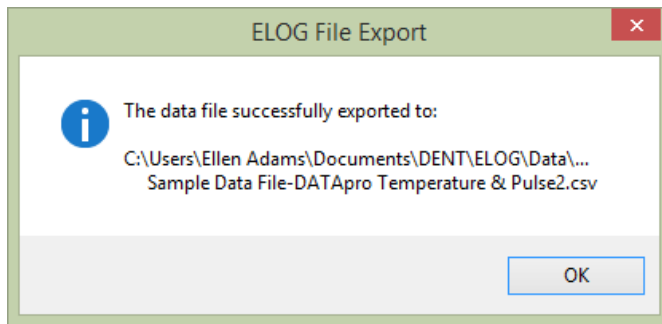 ELOG File Export
The data file successfully exported to:
C:\Users\Ellen Adams\Documents\DENT\ELOG\Data\...
Sample Data File-DATApro Temperature & Pulse2.csv
OK